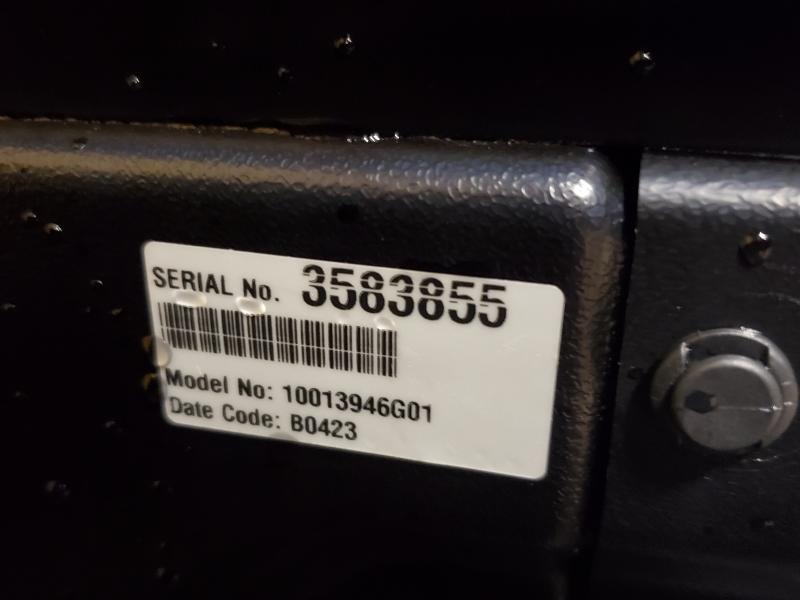 SERIAL No. 3583855
Model No: 10013946G01
Date Code: B0423